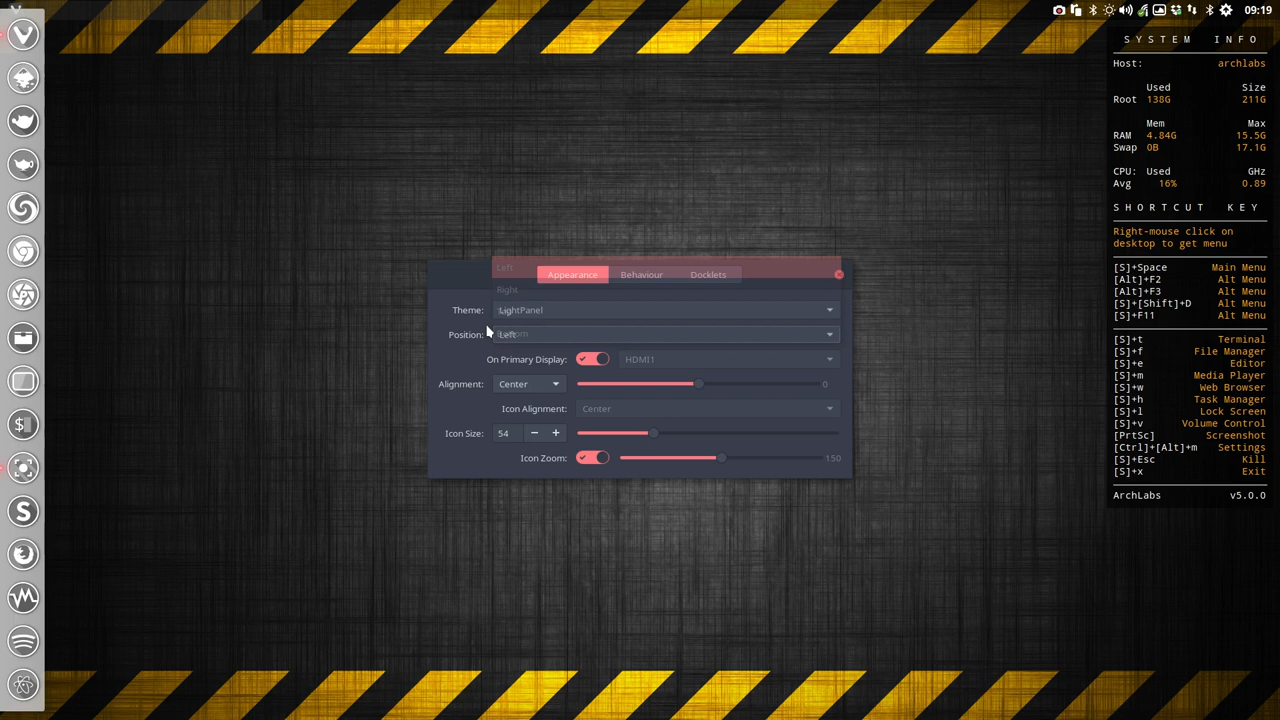 09:19
SYSTEM INFO
Host: archlabs
Used Size
Root 138G 211G
Mem Max
RAM 4.84G 15.5G
Swap 0B 17.1G
CPU: Used GHz
Avg 16% 0.89
SHORTCUT KEY
Right-mouse click on
desktop to get menu
[S]+Space Main Menu
[Alt]+F2 Alt Menu
[Alt]+F3 Alt Menu
[S]+[Shift]+D Alt Menu
[S]+F11 Alt Menu
[S]+t Terminal
[S]+f File Manager
[S]+e Editor
[S]+m Media Player
[S]+w Web Browser
[S]+h Task Manager
[S]+l Lock Screen
[S]+v Volume Control
[PrtSc] Screenshot
[Ctrl]+[Alt]+m Settings
[S]+Esc Kill
[S]+x Exit
ArchLabs v5.0.0
Left
Appearance Behaviour Docklets
Right
Theme: LightPanel
Position: Left
On Primary Display: HDMI1
Alignment: Center 0
Icon Alignment: Center
Icon Size: 54 − +
Icon Zoom: 150
$
S